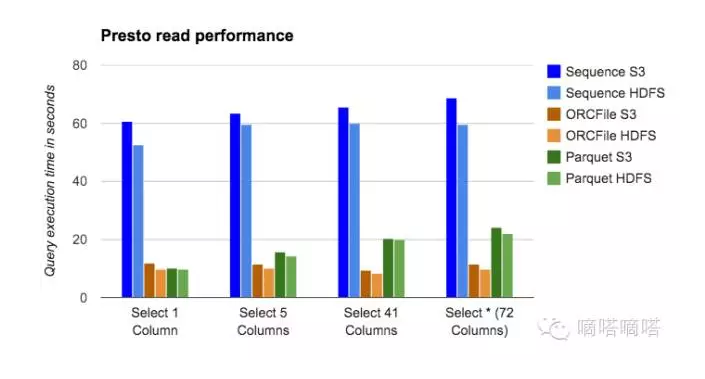 Presto read performance
Query execution time in seconds
80
60
40
20
0
Sequence S3
Sequence HDFS
ORCFile S3
ORCFile HDFS
Parquet S3
Parquet HDFS
Select 1
Column
Select 5
Columns
Select 41
Columns
Select * (72
Columns)
嘀嗒嘀嗒